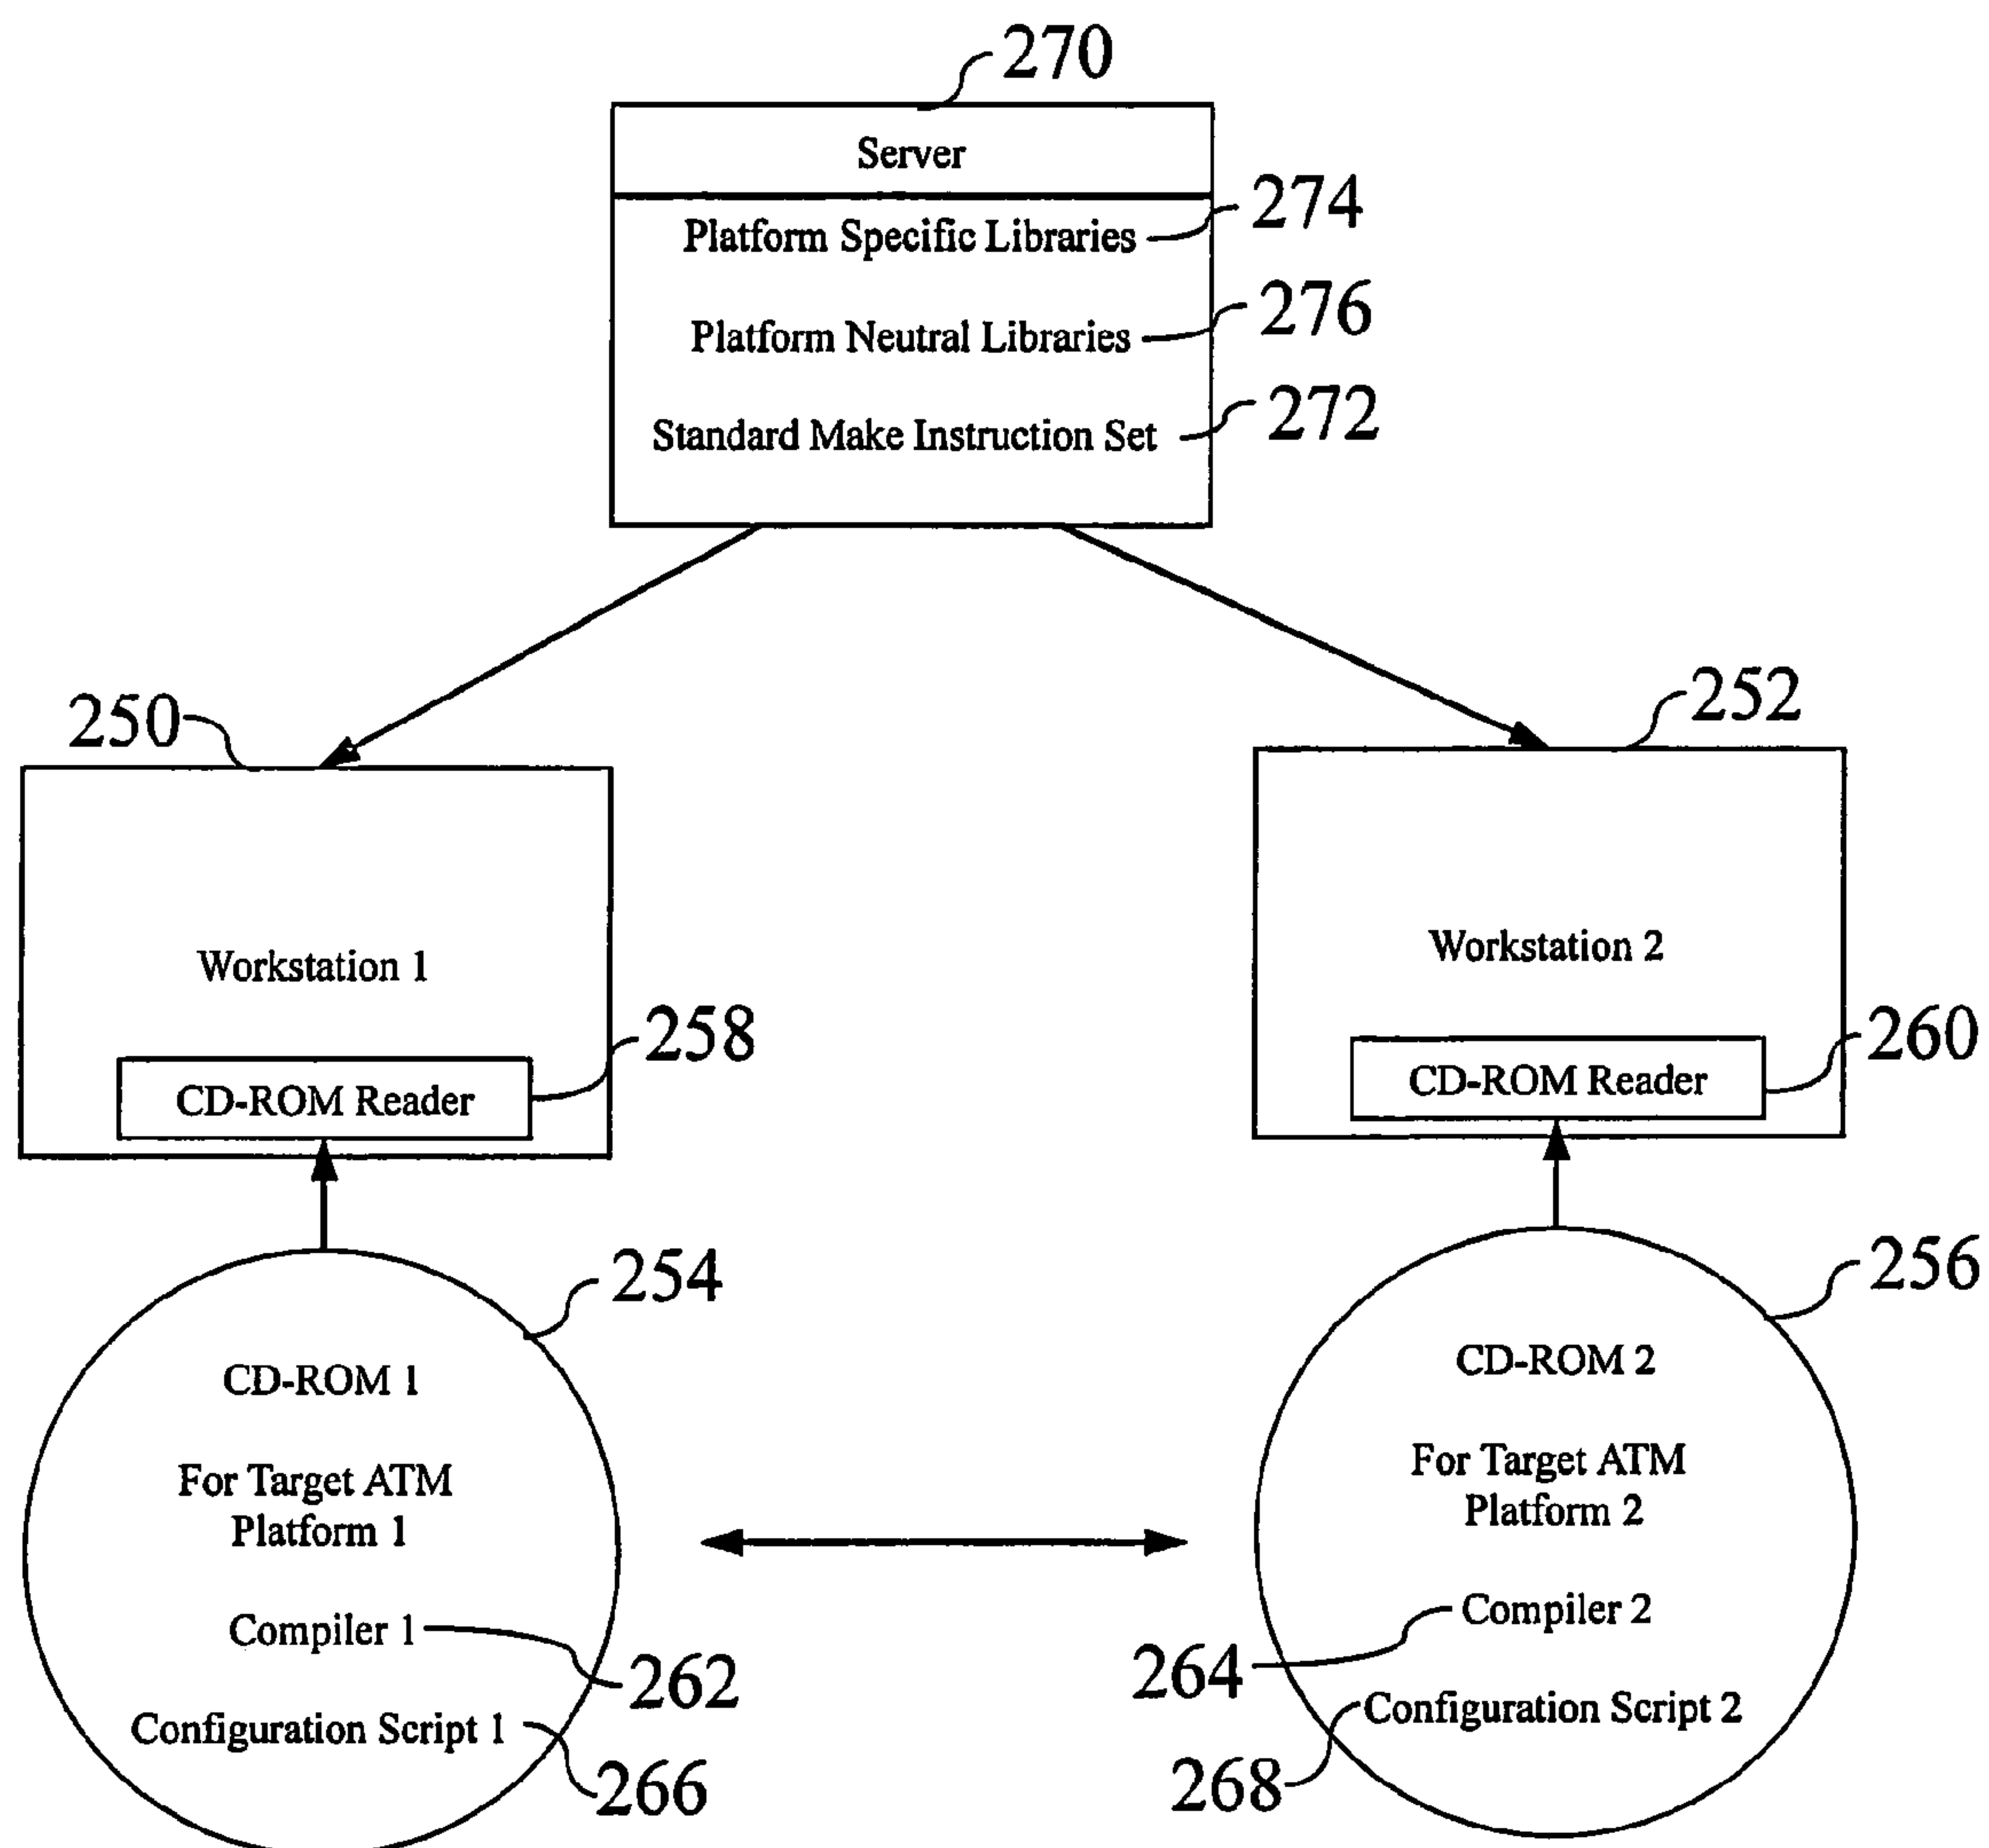 270
Server
Platform Specific Libraries
274
Platform Neutral Libraries
276
Standard Make Instruction Set
272
250
Workstation 1
CD-ROM Reader
258
252
Workstation 2
CD-ROM Reader
260
254
CD-ROM 1
For Target ATM
Platform 1
Compiler 1
262
Configuration Script 1
266
256
CD-ROM 2
For Target ATM
Platform 2
Compiler 2
264
Configuration Script 2
268